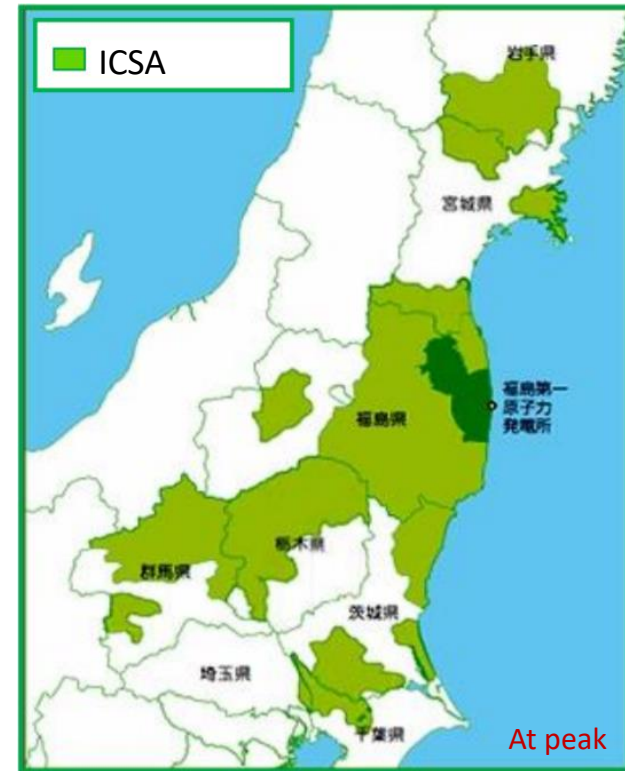 ICSA
岩手県
宮城県
福島第一
原子力
発電所
福島県
栃木県
群馬県
茨城県
埼玉県
千葉県
At peak